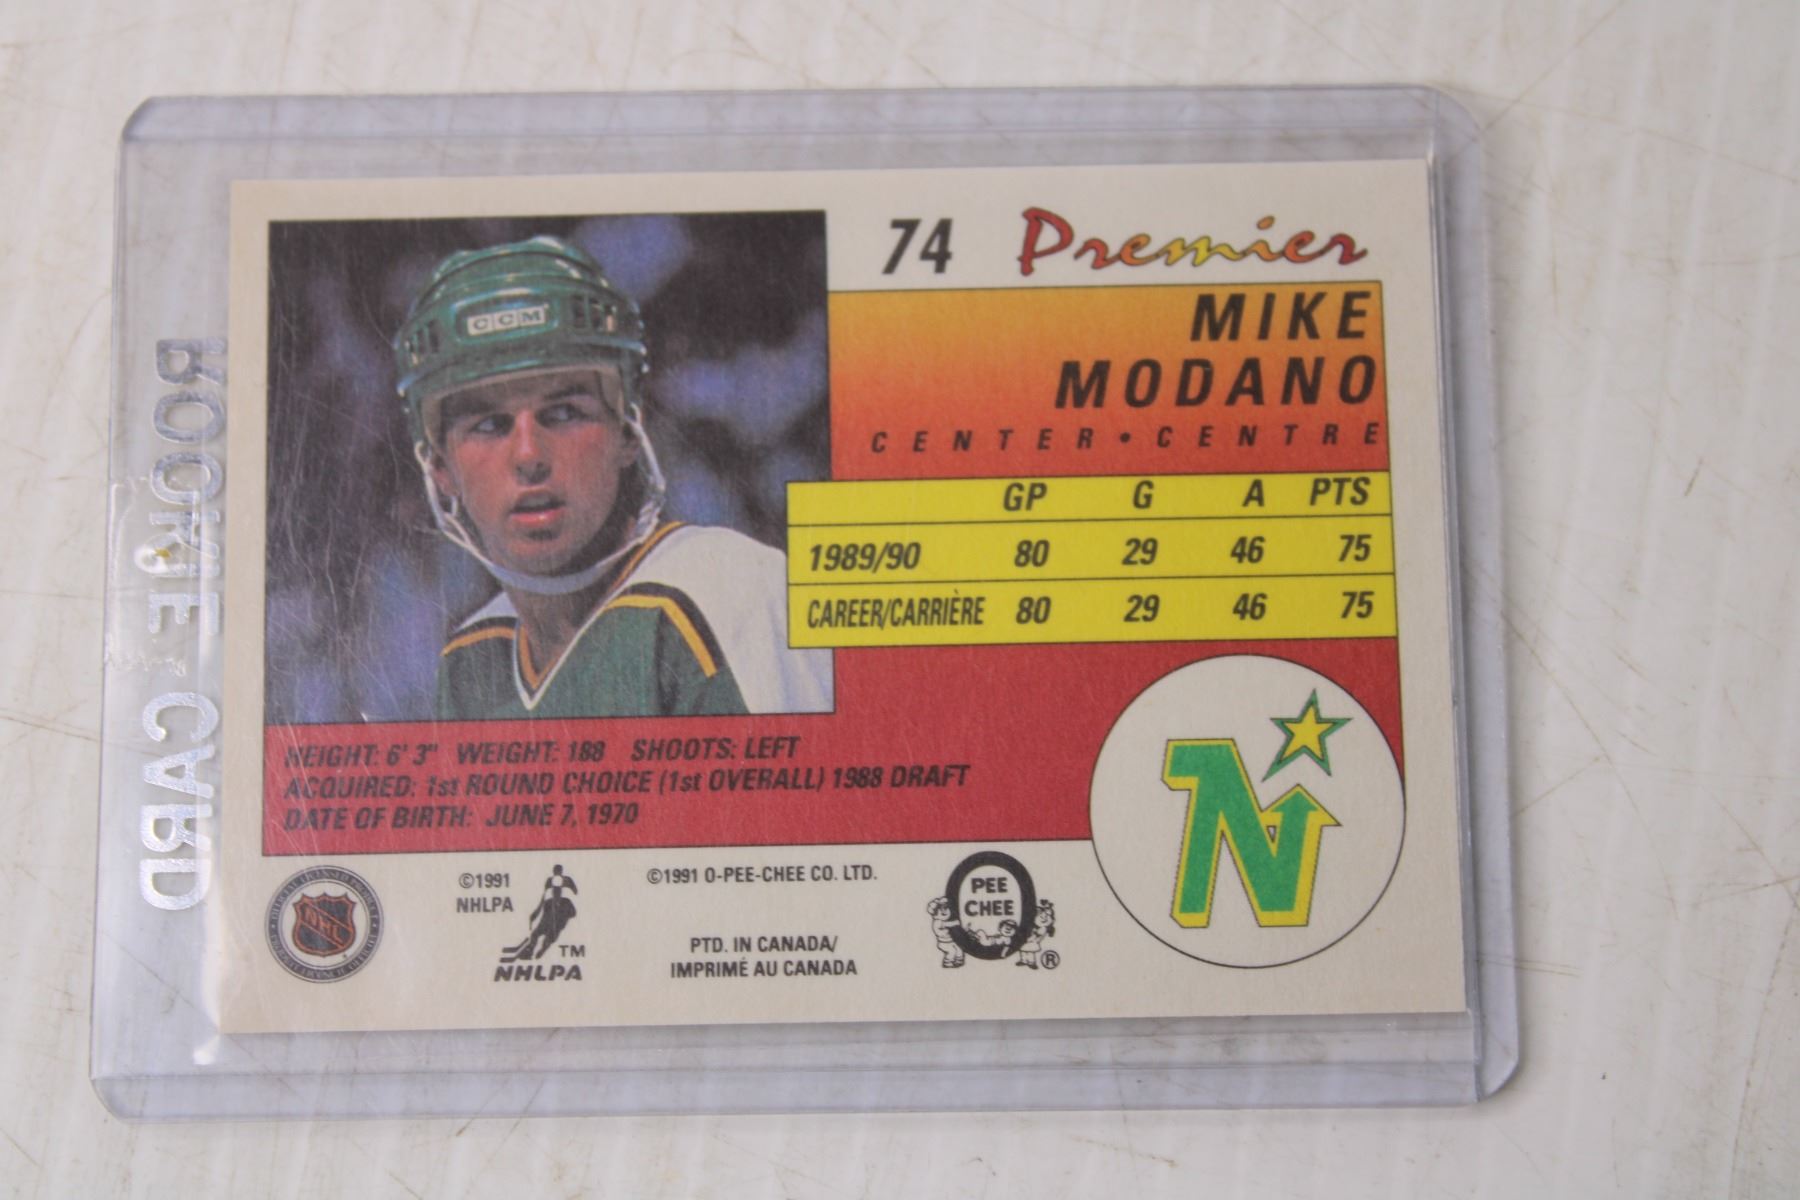 74 Premier
MIKE
MODANO
CENTER • CENTRE
CCM
GP G A PTS
1989/90 80 29 46 75
CAREER/CARRIÈRE 80 29 46 75
HEIGHT: 6' 3" WEIGHT: 188 SHOOTS: LEFT
ACQUIRED: 1st ROUND CHOICE (1st OVERALL) 1988 DRAFT
DATE OF BIRTH: JUNE 7, 1970
NHL
©1991
NHLPA
TM
NHLPA
©1991 O-PEE-CHEE CO. LTD.
PTD. IN CANADA/
IMPRIMÉ AU CANADA
PEE
CHEE
®
N
ROOKIE CARD